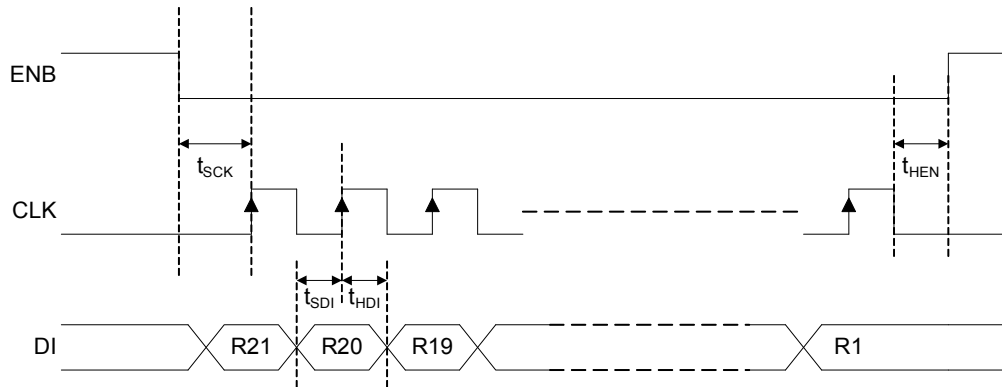 ENB
tSCK
tHEN
CLK
tSDI tHDI
DI R21 R20 R19 R1